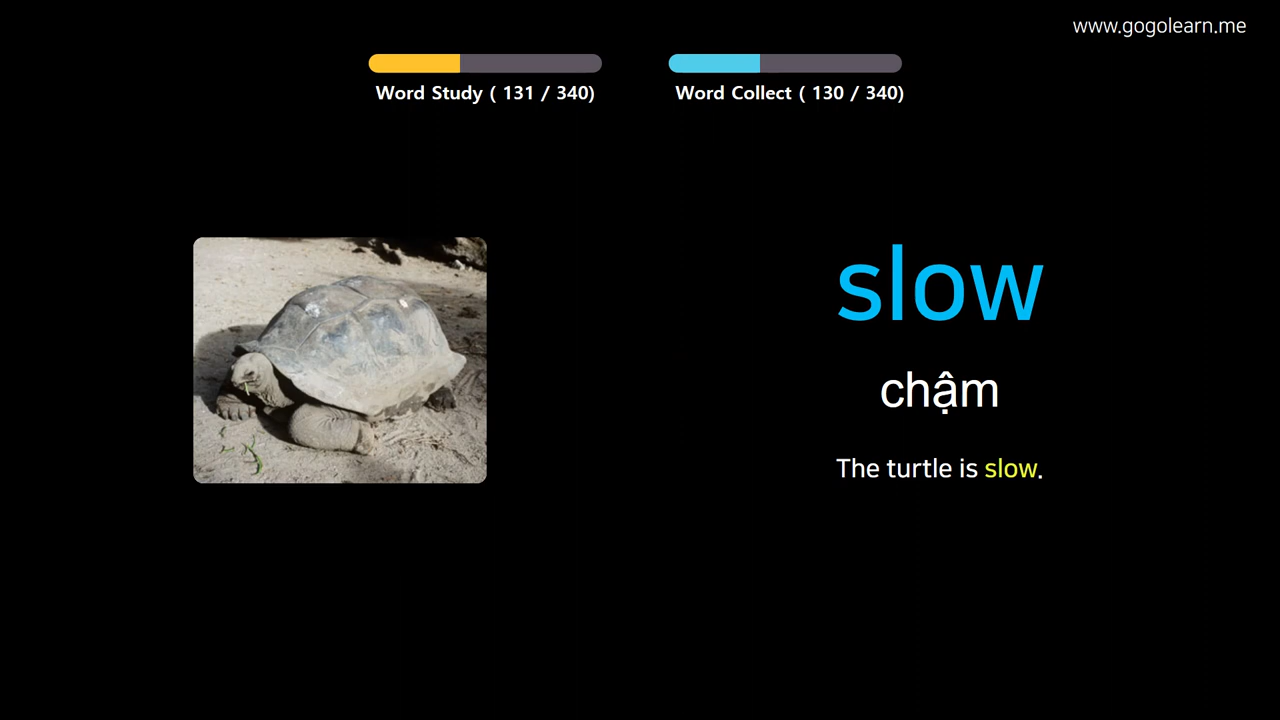 www.gogolearn.me
Word Study ( 131 / 340)
Word Collect ( 130 / 340)
slow
chậm
The turtle is slow.